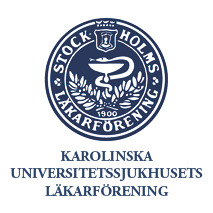 STOCKHOLMS
LÄKARFÖRENING
1900
KAROLINSKA
UNIVERSITETSSJUKHUSETS
LÄKARFÖRENING